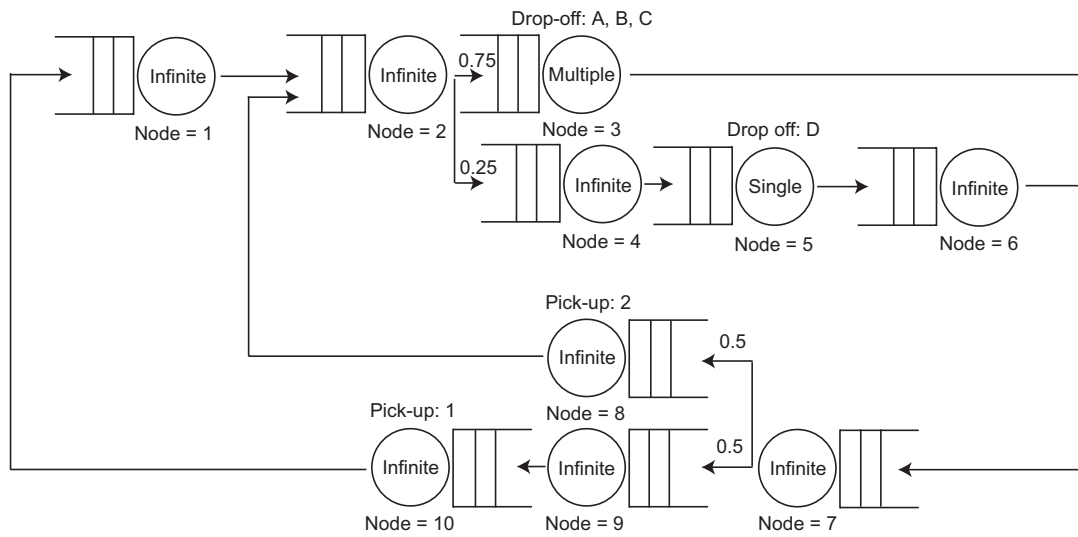 Drop-off: A, B, C
Infinite
Infinite
0.75
Multiple
Node = 1
Node = 2
Node = 3
Drop off: D
0.25
Infinite
Single
Infinite
Node = 4
Node = 5
Node = 6
Pick-up: 2
Infinite
0.5
Node = 8
Pick-up: 1
0.5
Infinite
Infinite
Infinite
Node = 10
Node = 9
Node = 7